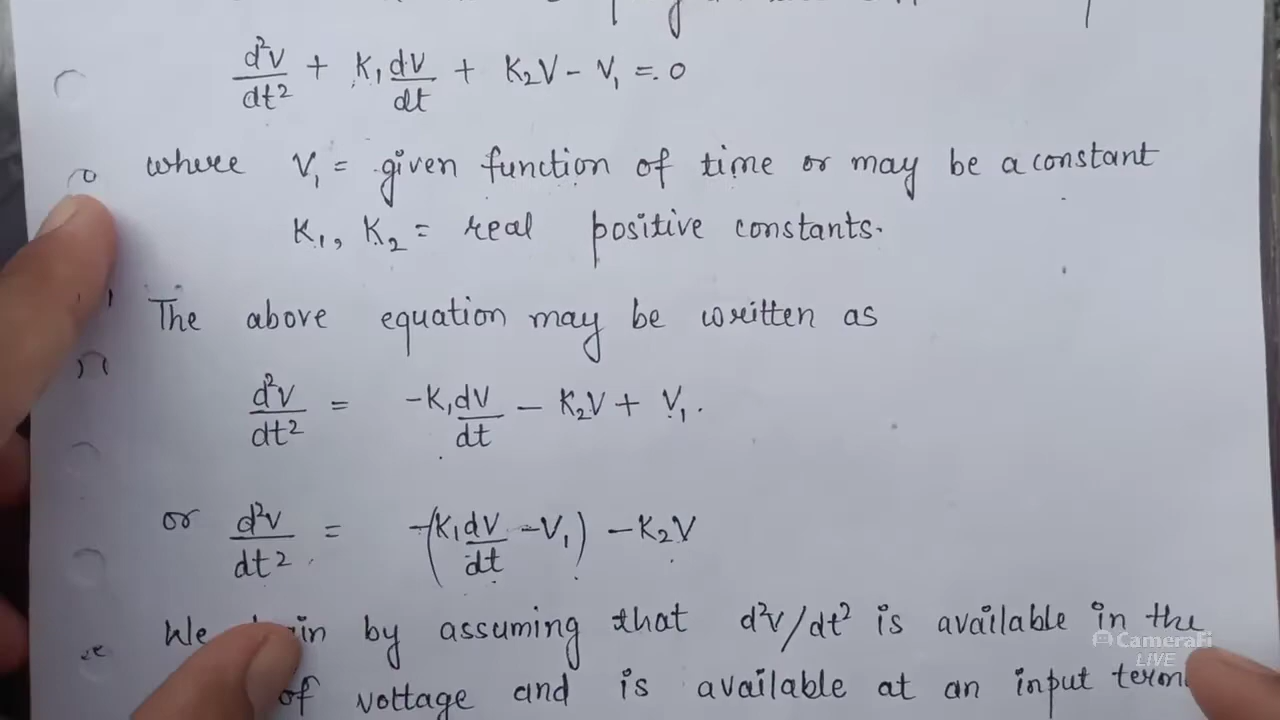 d²v/dt² + K₁ dv/dt + K₂V − V₁ = 0
where V₁ = given function of time or may be a constant
K₁, K₂ = real positive constants.
The above equation may be written as
d²v/dt² = −K₁ dv/dt − K₂V + V₁.
or d²v/dt² = −(K₁ dv/dt − V₁) − K₂V
We by assuming that d²v/dt² is available in the
of voltage and is available at an input
CameraFi
LIVE